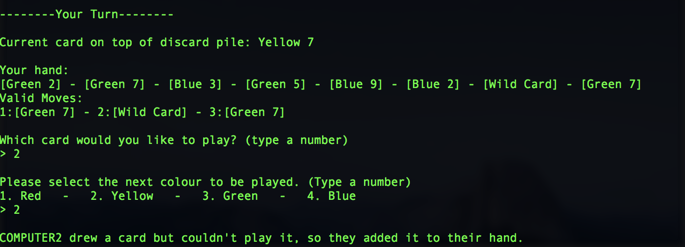 --------Your Turn--------
Current card on top of discard pile: Yellow 7
Your hand:
[Green 2] - [Green 7] - [Blue 3] - [Green 5] - [Blue 9] - [Blue 2] - [Wild Card] - [Green 7]
Valid Moves:
1:[Green 7] - 2:[Wild Card] - 3:[Green 7]
Which card would you like to play? (type a number)
> 2
Please select the next colour to be played. (Type a number)
1. Red   -   2. Yellow   -   3. Green   -   4. Blue
> 2
COMPUTER2 drew a card but couldn't play it, so they added it to their hand.